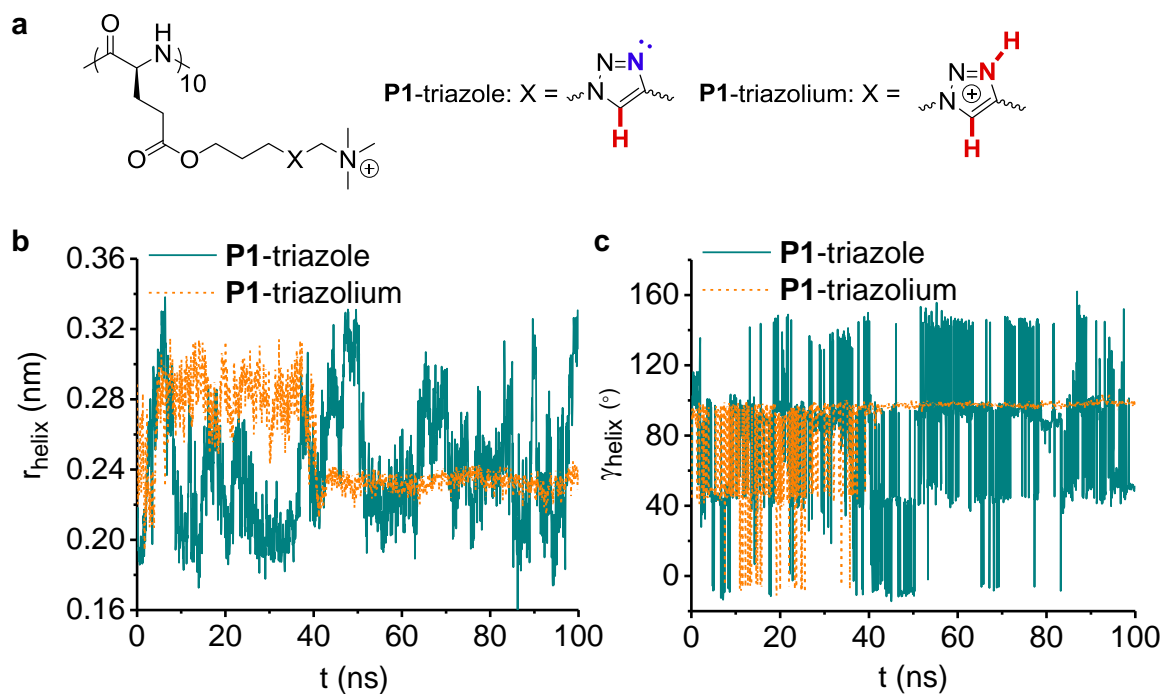 a
O
H
N
10
O
O
X
N
⊕
P1-triazole: X =
N
N
N
H
P1-triazolium: X =
H
N
N
N
⊕
H
b
P1-triazole
P1-triazolium
0.36
0.32
0.28
0.24
0.20
0.16
r_helix (nm)
0
20
40
60
80
100
t (ns)
c
P1-triazole
P1-triazolium
160
120
80
40
0
γ_helix (°)
0
20
40
60
80
100
t (ns)